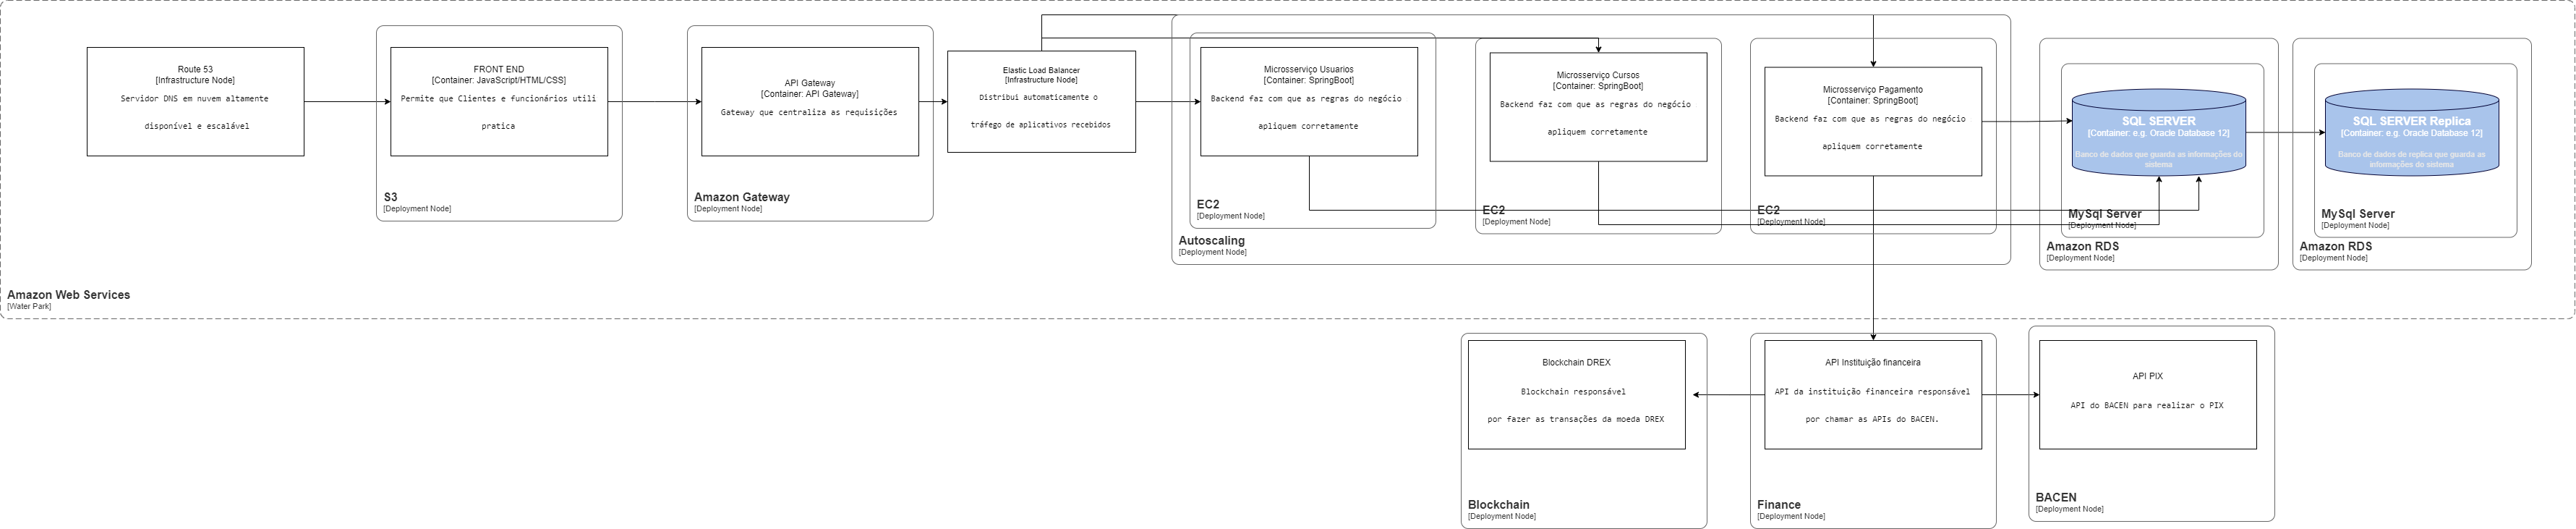 Route 53
[Infrastructure Node]
Servidor DNS em nuvem altamente
disponível e escalável
FRONT END
[Container: JavaScript/HTML/CSS]
Permite que Clientes e funcionários utili
pratica
S3
[Deployment Node]
API Gateway
[Container: API Gateway]
Gateway que centraliza as requisições
Amazon Gateway
[Deployment Node]
Elastic Load Balancer
[Infrastructure Node]
Distribui automaticamente o
tráfego de aplicativos recebidos
Microsserviço Usuarios
[Container: SpringBoot]
Backend faz com que as regras do negócio
apliquem corretamente
EC2
[Deployment Node]
Microsserviço Cursos
[Container: SpringBoot]
Backend faz com que as regras do negócio
apliquem corretamente
EC2
[Deployment Node]
Microsserviço Pagamento
[Container: SpringBoot]
Backend faz com que as regras do negócio
apliquem corretamente
EC2
[Deployment Node]
Autoscaling
[Deployment Node]
SQL SERVER
[Container: e.g. Oracle Database 12]
Banco de dados que guarda as informações do
sistema
MySql Server
[Deployment Node]
Amazon RDS
[Deployment Node]
SQL SERVER Replica
[Container: e.g. Oracle Database 12]
Banco de dados de replica que guarda as
informações do sistema
MySql Server
[Deployment Node]
Amazon RDS
[Deployment Node]
Amazon Web Services
[Water Park]
Blockchain DREX
Blockchain responsável
por fazer as transações da moeda DREX
Blockchain
[Deployment Node]
API Instituição financeira
API da instituição financeira responsável
por chamar as APIs do BACEN.
Finance
[Deployment Node]
API PIX
API do BACEN para realizar o PIX
BACEN
[Deployment Node]